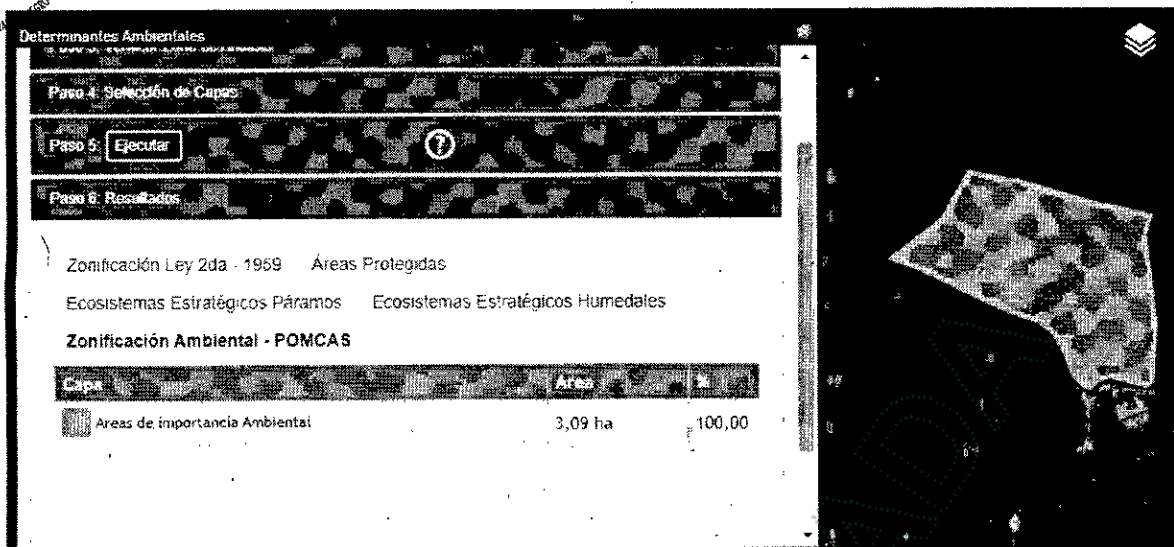 Determinantes Ambientales
Paso 4: Selección de Capas
Paso 5: Ejecutar ?
Paso 6: Resultados
Zonificación Ley 2da - 1959 Áreas Protegidas
Ecosistemas Estratégicos Páramos Ecosistemas Estratégicos Humedales
Zonificación Ambiental - POMCAS
Capa Área %
Areas de importancia Ambiental 3,09 ha 100,00